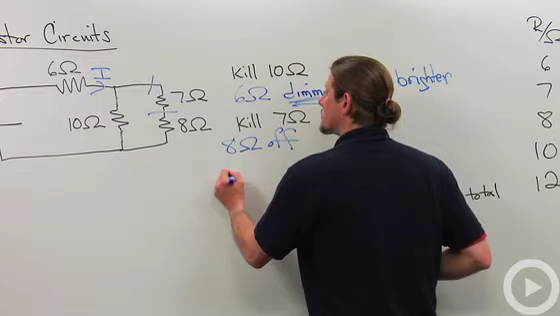 stor Circuits
6Ω I
10Ω 7Ω
8Ω
Kill 10Ω
6Ω dimm brighter
Kill 7Ω
8Ω off
total
R/Ω
6
7
8
10
12